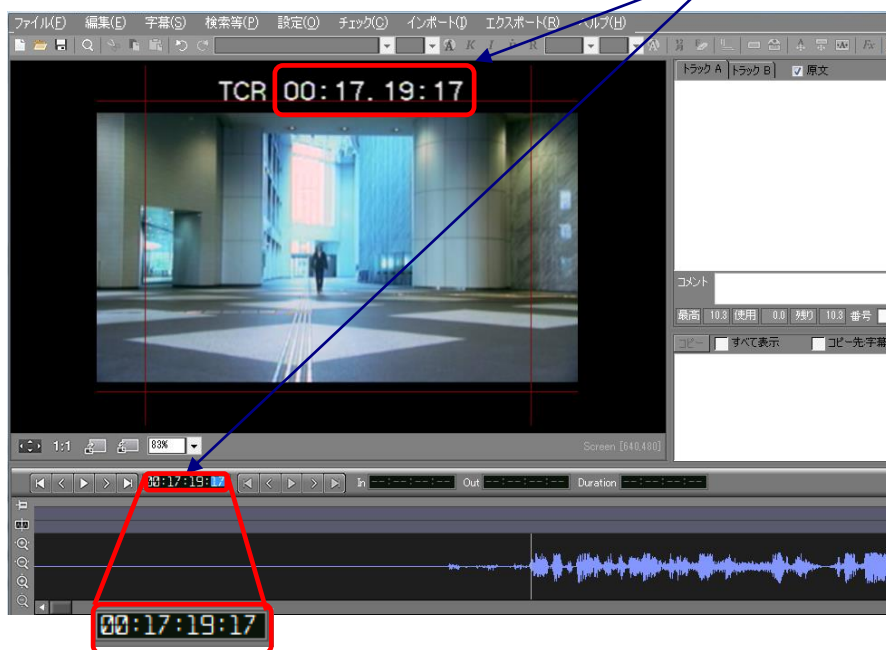 ファイル(F) 編集(E) 字幕(S) 検索等(P) 設定(O) チェック(C) インポート(I) エクスポート(R) ヘルプ(H)
K I R Fx
トラック A トラック B 原文
TCR 00:17.19:17
コメント
最高 10.3 使用 0.0 残り 10.3 番号
コピー すべて表示 コピー先字幕
1:1 83% Screen [640,480]
00:17:19:17 In --:--:--:-- Out --:--:--:-- Duration --:--:--:--
00:17:19:17